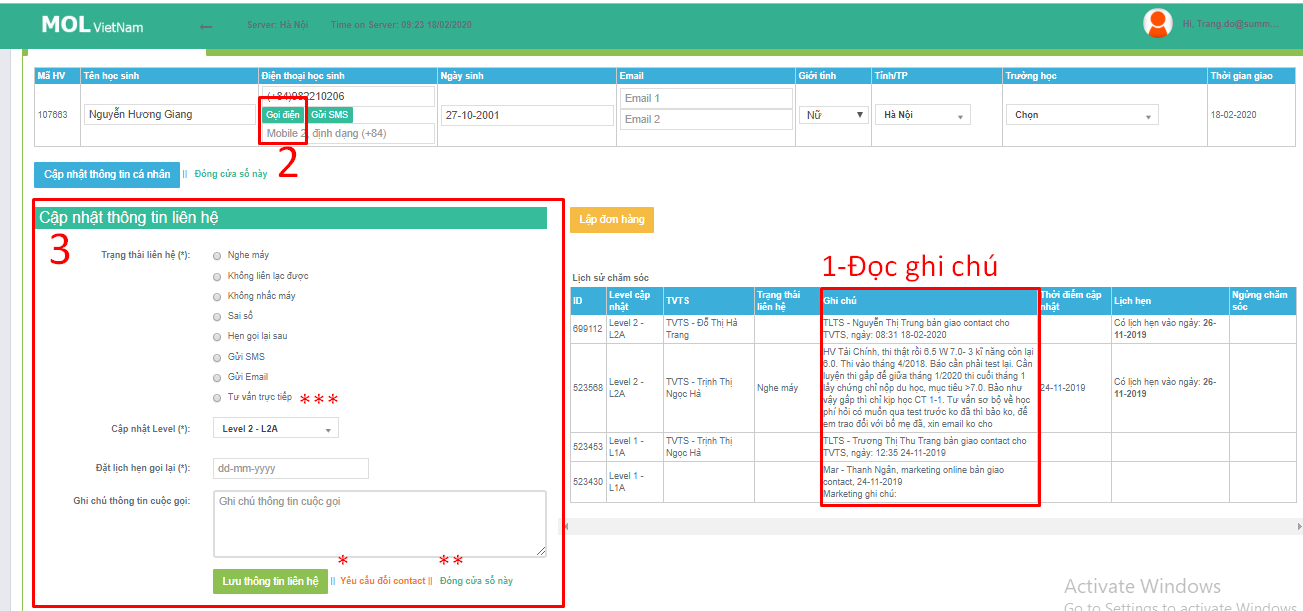 MOL VietNam
←
Server: Hà Nội
Time on Server: 09:23 18/02/2020
Hi, Trang.do@summ...
Mã HV
Tên học sinh
Điện thoại học sinh
Ngày sinh
Email
Giới tính
Tỉnh/TP
Trường học
Thời gian giao
107663
Nguyễn Hương Giang
(+84)982210206
Gọi điện
Gửi SMS
Mobile 2, định dạng (+84)
27-10-2001
Email 1
Email 2
Nữ
Hà Nội
Chọn
18-02-2020
2
Cập nhật thông tin cá nhân
|| Đóng cửa sổ này
Cập nhật thông tin liên hệ
3
Trạng thái liên hệ (*):
Nghe máy
Không liên lạc được
Không nhấc máy
Sai số
Hẹn gọi lại sau
Gửi SMS
Gửi Email
Tư vấn trực tiếp ***
Cập nhật Level (*):
Level 2 - L2A
Đặt lịch hẹn gọi lại (*):
dd-mm-yyyy
Ghi chú thông tin cuộc gọi:
Ghi chú thông tin cuộc gọi
* **
Lưu thông tin liên hệ
|| Yêu cầu đổi contact || Đóng cửa sổ này
Lập đơn hàng
1-Đọc ghi chú
Lịch sử chăm sóc
ID
Level cập
nhật
TVTS
Trạng thái
liên hệ
Ghi chú
Thời điểm cập
nhật
Lịch hẹn
Ngừng chăm
sóc
699112
Level 2 -
L2A
TVTS - Đỗ Thị Hà
Trang
TLTS - Nguyễn Thị Trung bàn giao contact cho
TVTS, ngày: 08:31 18-02-2020
Có lịch hẹn vào ngày: 26-
11-2019
523568
Level 2 -
L2A
TVTS - Trịnh Thị
Ngọc Hà
Nghe máy
HV Tài Chính, thi thật rồi 6.5 W 7.0- 3 kĩ năng còn lại
6.0. Thi vào tháng 4/2018. Báo cần phải test lại. Cần
luyện thi gấp để giữa tháng 1/2020 thi cuối tháng 1
lấy chứng chỉ nộp du học, mục tiêu >7.0. Bảo như
vậy gấp thì chỉ kịp học CT 1-1. Tư vấn sơ bộ về học
phí hỏi có muốn qua test trước ko đã thì bảo ko, để
em trao đổi với bố mẹ đã, xin email ko cho
24-11-2019
Có lịch hẹn vào ngày: 26-
11-2019
523453
Level 1 -
L1A
TVTS - Trịnh Thị
Ngọc Hà
TLTS - Trương Thị Thu Trang bàn giao contact cho
TVTS, ngày: 12:35 24-11-2019
523430
Level 1 -
L1A
Mar - Thanh Ngân, marketing online bàn giao
contact, 24-11-2019
Marketing ghi chú:
Activate Windows
Go to Settings to activate Windows